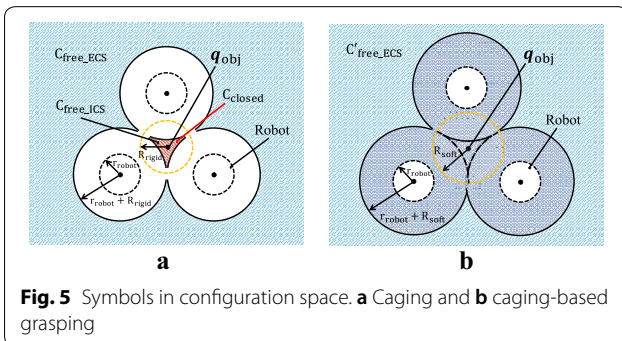 C_free_ECS
q_obj
C_free_ICS
C_closed
Robot
R_rigid
r_robot
r_robot + R_rigid
a
C'_free_ECS
q_obj
R_soft
Robot
r_robot
r_robot + R_soft
b
Fig. 5 Symbols in configuration space. a Caging and b caging-based
grasping